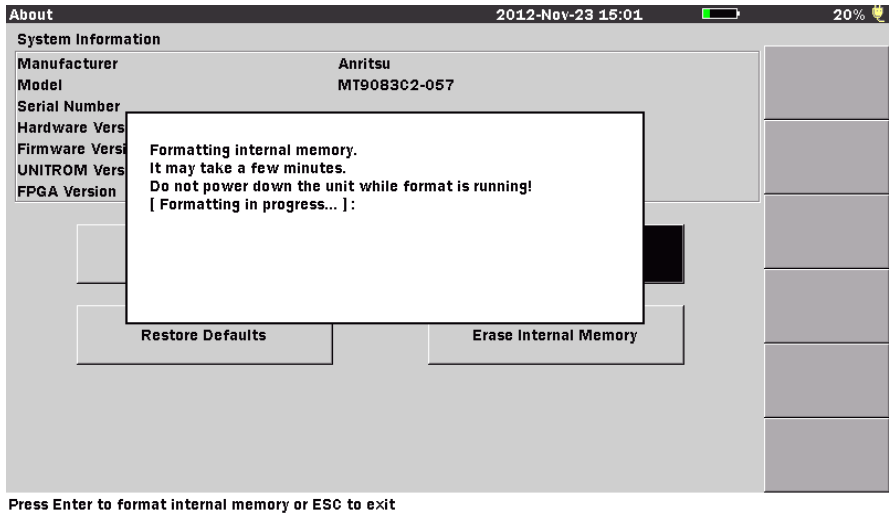 About 2012-Nov-23 15:01 20%
System Information
Manufacturer Anritsu
Model MT9083C2-057
Serial Number
Hardware Vers
Firmware Versi
UNITROM Vers
FPGA Version
Formatting internal memory.
It may take a few minutes.
Do not power down the unit while format is running!
[ Formatting in progress... ]:
Restore Defaults Erase Internal Memory
Press Enter to format internal memory or ESC to exit